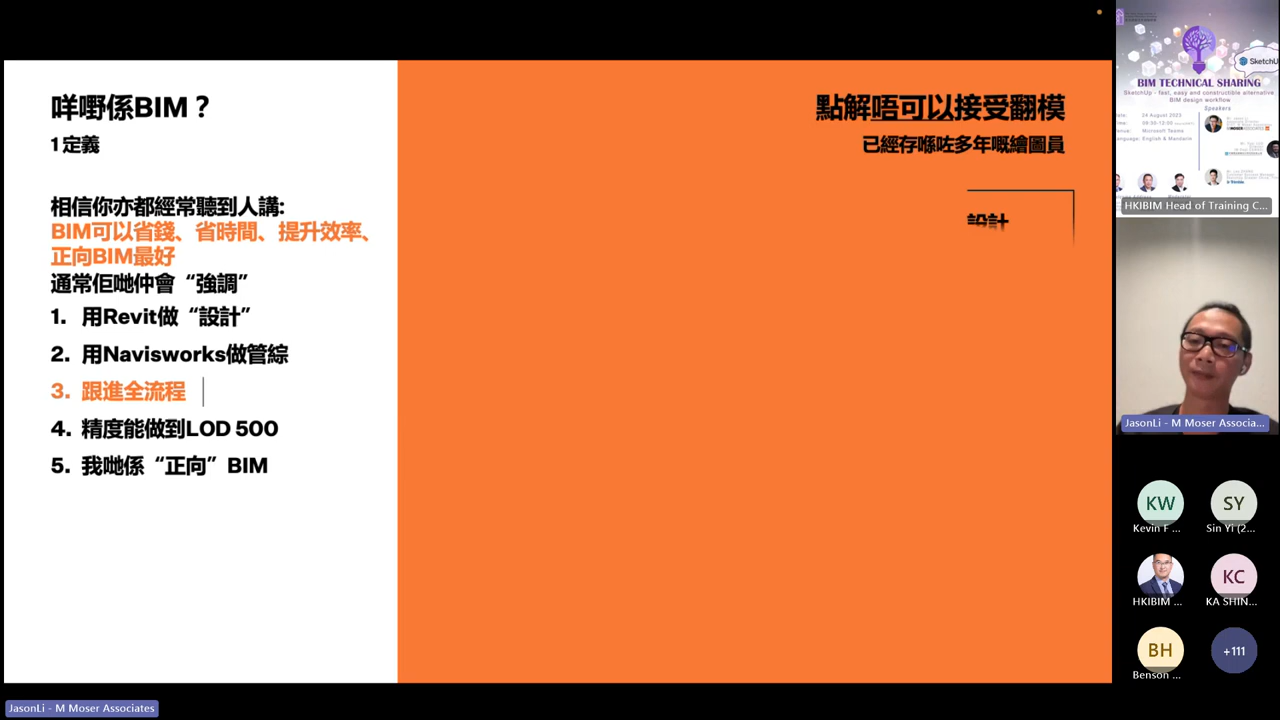 咩嘢係BIM？
1 定義
相信你亦都經常聽到人講:
BIM可以省錢、省時間、提升效率、
正向BIM最好
通常佢哋仲會“強調”
1. 用Revit做“設計”
2. 用Navisworks做管綜
3. 跟進全流程
4. 精度能做到LOD 500
5. 我哋係“正向”BIM
點解唔可以接受翻模
已經存喺咗多年嘅繪圖員
設計
SketchU
BIM TECHNICAL SHARING
SketchUp - fast, easy and constructible alternative
BIM design workflow
Speakers
24 August 2023
Microsoft Teams
English & Mandarin
HKIBIM Head of Training C...
JasonLi - M Moser Associa...
KW
Kevin F ...
SY
Sin Yi (2...
HKIBIM ...
KC
KA SHIN...
BH
Benson ...
+111
JasonLi - M Moser Associates